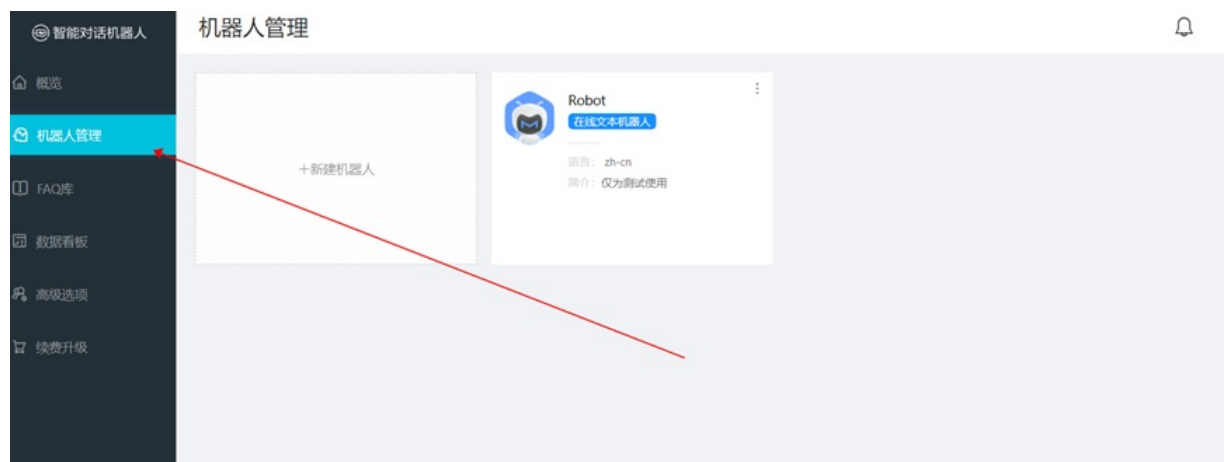 智能对话机器人
机器人管理
概览
机器人管理
FAQ库
数据看板
高级选项
续费升级
+新建机器人
Robot
在线文本机器人
语言: zh-cn
简介: 仅为测试使用